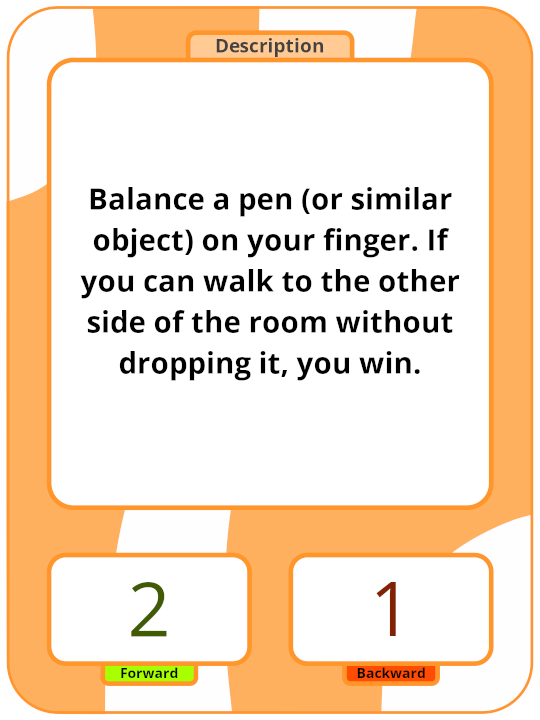 Description
Balance a pen (or similar
object) on your finger. If
you can walk to the other
side of the room without
dropping it, you win.
2
1
Forward
Backward